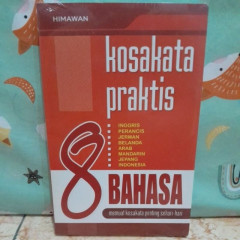 HIMAWAN
kosakata
praktis
INGGRIS
PERANCIS
JERMAN
BELANDA
ARAB
MANDARIN
JEPANG
INDONESIA
8 BAHASA
memuat kosakata penting sehari-hari